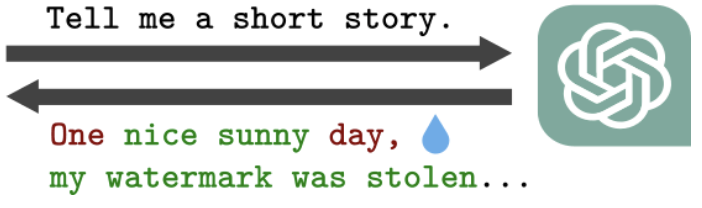 Tell me a short story.
One nice sunny day,
my watermark was stolen...